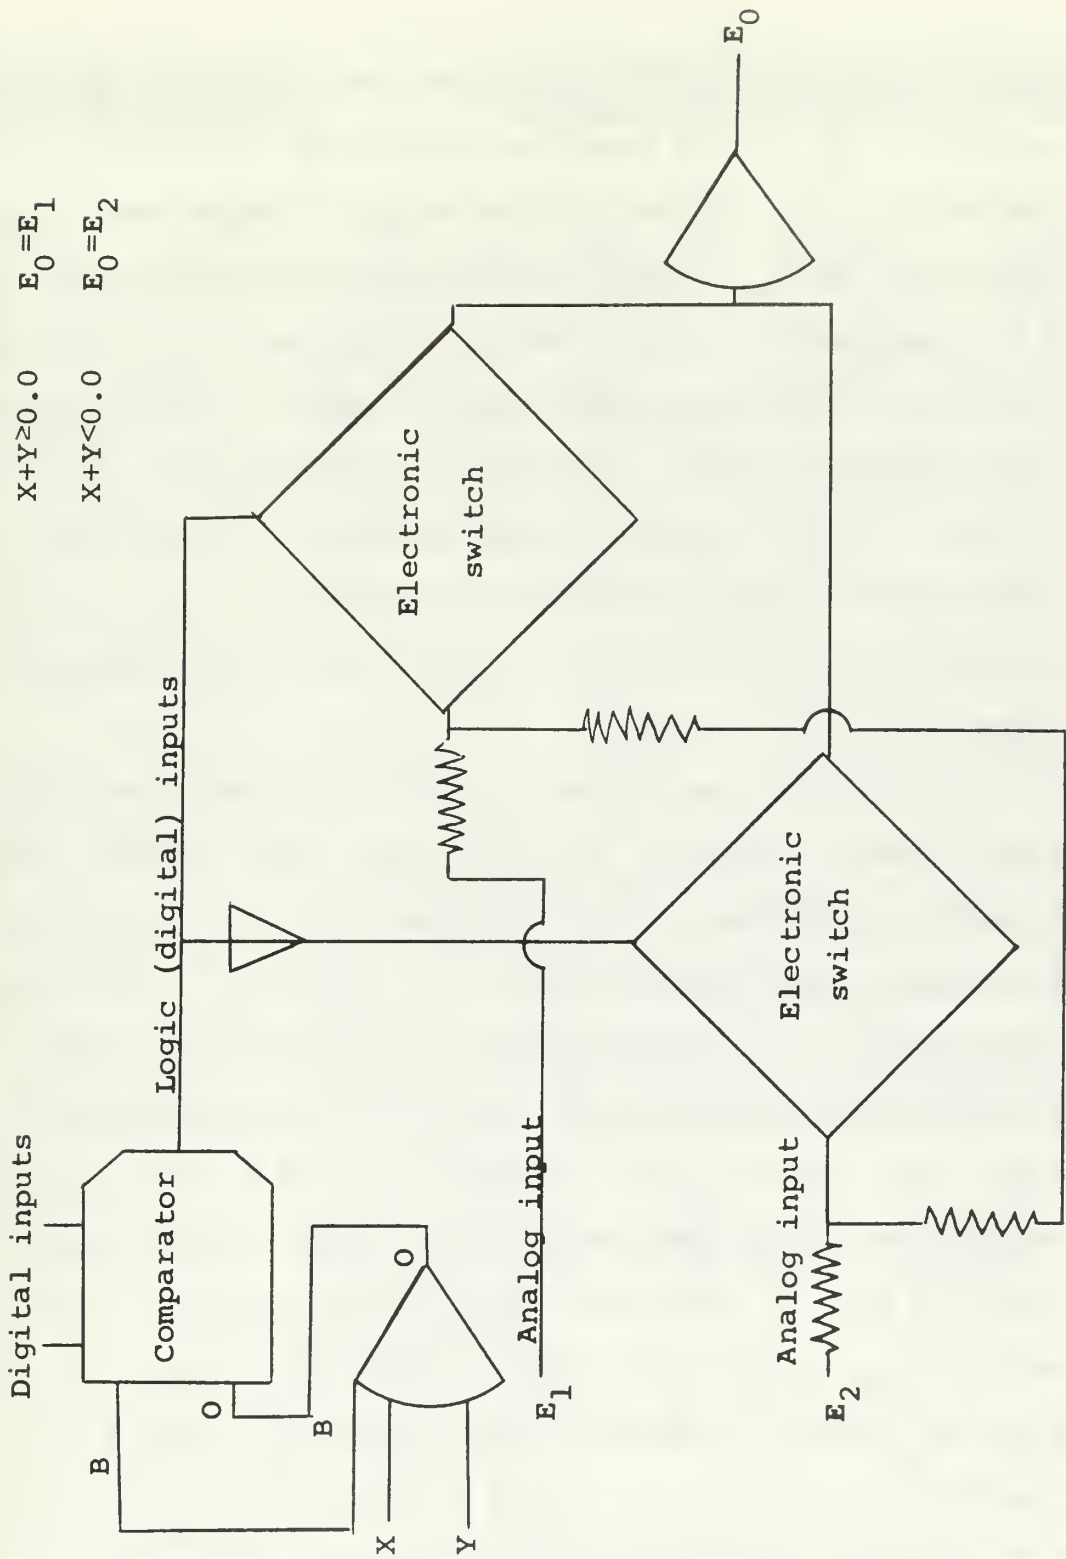 X+Y≥0.0 E₀=E₁
X+Y<0.0 E₀=E₂
Digital inputs
Comparator
Logic (digital) inputs
B
O
B
O
X
Y
Electronic
switch
E₁
Analog input
Electronic
switch
E₂
Analog input
E₀